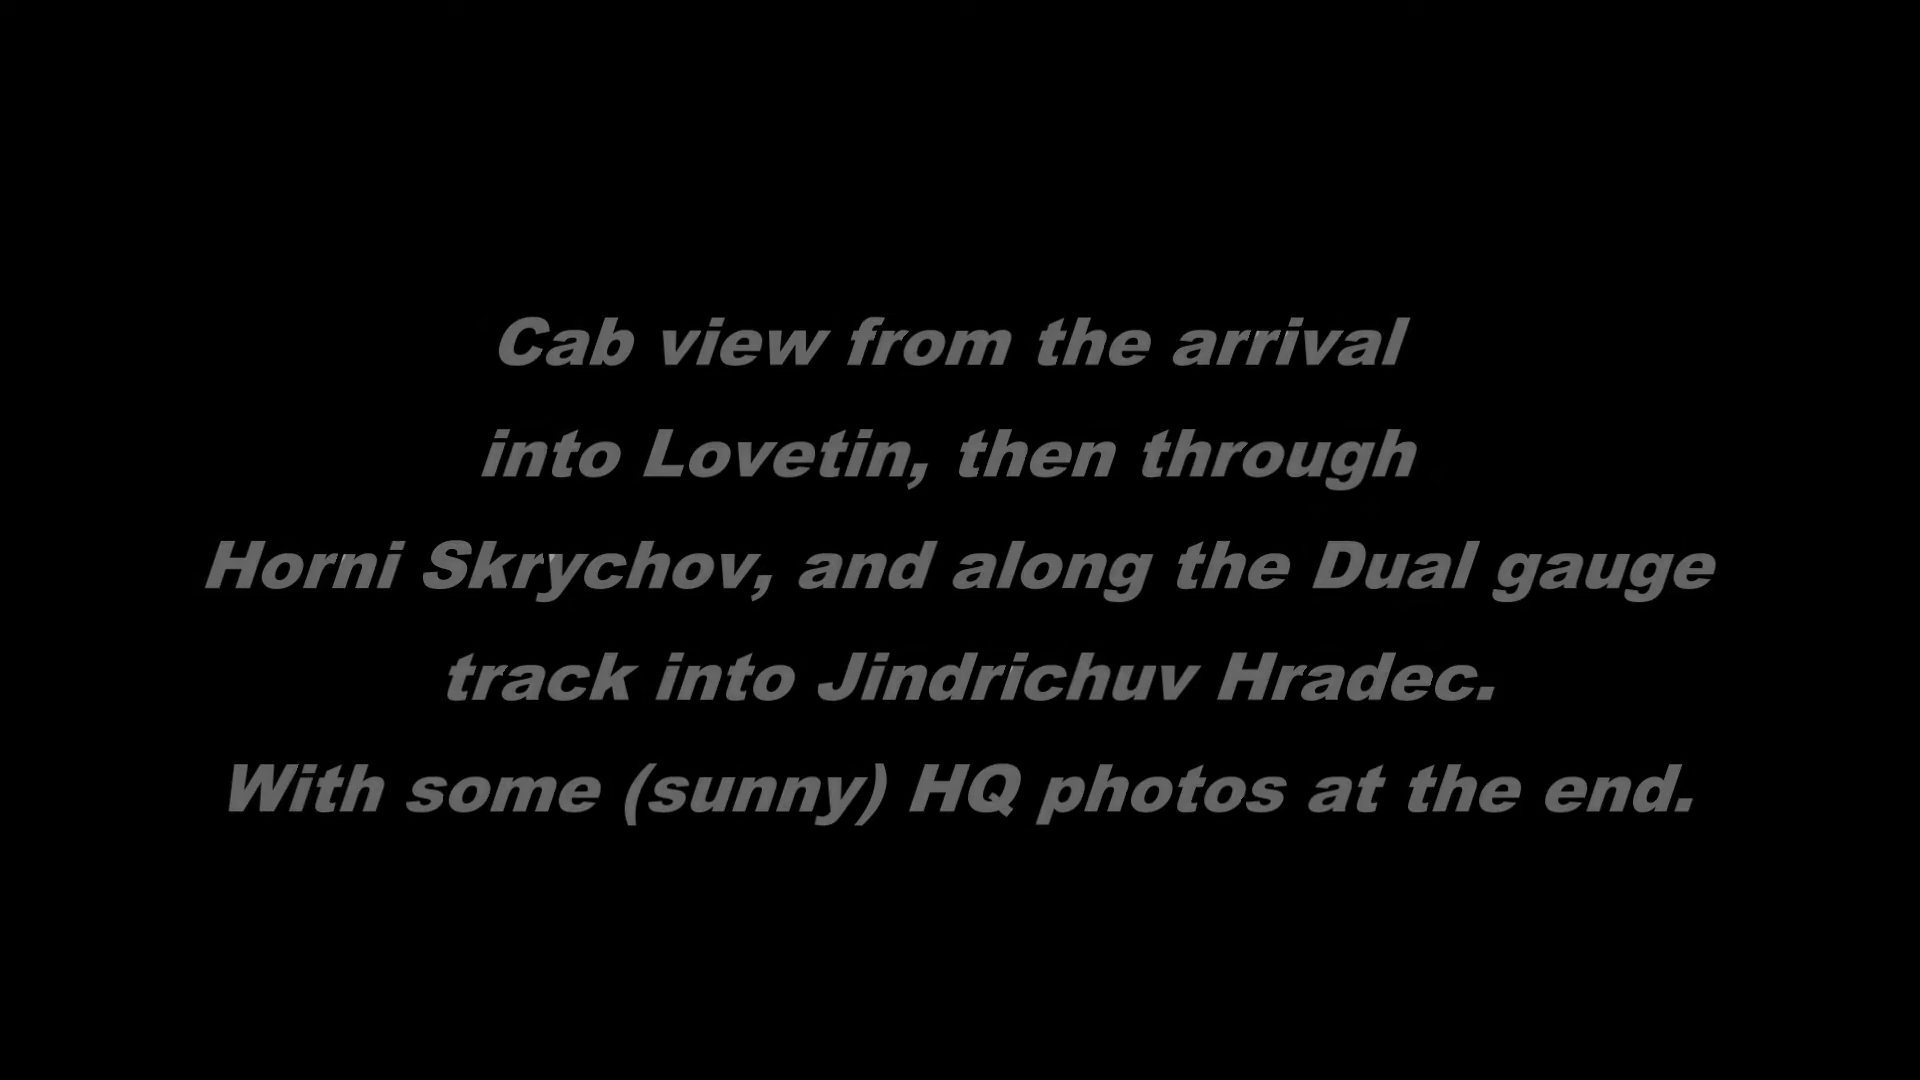 Cab view from the arrival
into Lovetin, then through
Horni Skrychov, and along the Dual gauge
track into Jindrichuv Hradec.
With some (sunny) HQ photos at the end.